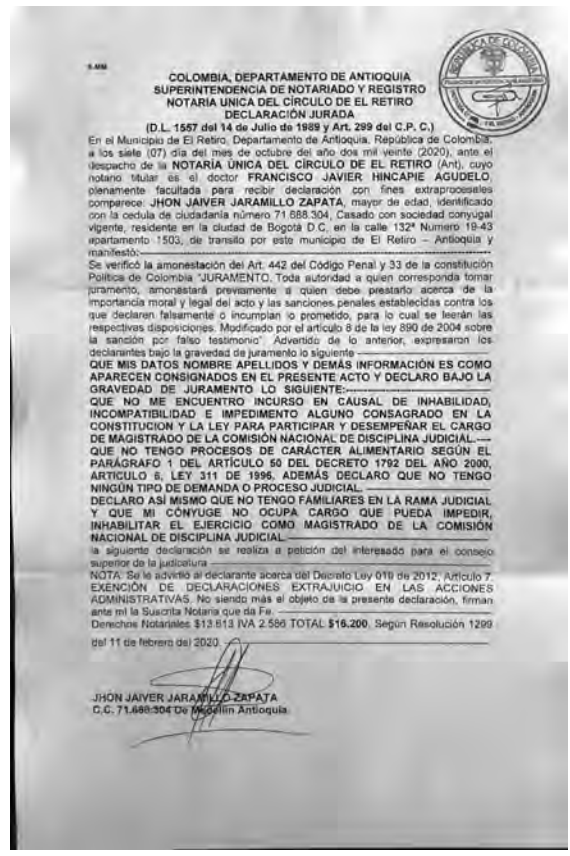 COLOMBIA, DEPARTAMENTO DE ANTIOQUIA
SUPERINTENDENCIA DE NOTARIADO Y REGISTRO
NOTARIA UNICA DEL CÍRCULO DE EL RETIRO
DECLARACIÓN JURADA
(D.L. 1557 del 14 de Julio de 1989 y Art. 299 del C.P. C.)
En el Municipio de El Retiro, Departamento de Antioquia, República de Colombia,
a los siete (07) día del mes de octubre del año dos mil veinte (2020), ante el
despacho de la NOTARÍA ÚNICA DEL CÍRCULO DE EL RETIRO (Ant), cuyo
notario titular es el doctor FRANCISCO JAVIER HINCAPIE AGUDELO,
plenamente facultada para recibir declaración con fines extraprocesales
comparece: JHON JAIVER JARAMILLO ZAPATA, mayor de edad, identificado
con la cedula de ciudadanía número 71.688.304, Casado con sociedad conyugal
vigente, residente en la ciudad de Bogotá D.C, en la calle 132ª Numero 19-43
apartamento 1503, de transito por este municipio de El Retiro – Antioquia y
manifestó:
Se verificó la amonestación del Art. 442 del Código Penal y 33 de la constitución
Política de Colombia "JURAMENTO. Toda autoridad a quien corresponda tomar
juramento, amonestará previamente a quien debe prestarlo acerca de la
importancia moral y legal del acto y las sanciones penales establecidas contra los
que declaren falsamente o incumplan lo prometido, para lo cual se leerán las
respectivas disposiciones. Modificado por el artículo 8 de la ley 890 de 2004 sobre
la sanción por falso testimonio". Advertido de lo anterior, expresaron los
declarantes bajo la gravedad de juramento lo siguiente
QUE MIS DATOS NOMBRE APELLIDOS Y DEMÁS INFORMACIÓN ES COMO
APARECEN CONSIGNADOS EN EL PRESENTE ACTO Y DECLARO BAJO LA
GRAVEDAD DE JURAMENTO LO SIGUIENTE:
QUE NO ME ENCUENTRO INCURSO EN CAUSAL DE INHABILIDAD,
INCOMPATIBILIDAD E IMPEDIMENTO ALGUNO CONSAGRADO EN LA
CONSTITUCION Y LA LEY PARA PARTICIPAR Y DESEMPEÑAR EL CARGO
DE MAGISTRADO DE LA COMISIÓN NACIONAL DE DISCIPLINA JUDICIAL.----
QUE NO TENGO PROCESOS DE CARÁCTER ALIMENTARIO SEGÚN EL
PARÁGRAFO 1 DEL ARTÍCULO 50 DEL DECRETO 1792 DEL AÑO 2000,
ARTICULO 6, LEY 311 DE 1996, ADEMÁS DECLARO QUE NO TENGO
NINGÚN TIPO DE DEMANDA O PROCESO JUDICIAL.
DECLARO ASÍ MISMO QUE NO TENGO FAMILIARES EN LA RAMA JUDICIAL
Y QUE MI CÓNYUGE NO OCUPA CARGO QUE PUEDA IMPEDIR,
INHABILITAR EL EJERCICIO COMO MAGISTRADO DE LA COMISIÓN
NACIONAL DE DISCIPLINA JUDICIAL
la siguiente declaración se realiza a petición del interesado para el consejo
superior de la judicatura
NOTA: Se le advirtió al declarante acerca del Decreto Ley 019 de 2012, Artículo 7.
EXENCIÓN DE DECLARACIONES EXTRAJUICIO EN LAS ACCIONES
ADMINISTRATIVAS. No siendo más el objeto de la presente declaración, firman
ante mí la Suscrita Notaria que da Fe.
Derechos Notariales $13.613 IVA 2.586 TOTAL $16.200. Según Resolución 1299
del 11 de febrero del 2020.
JHON JAIVER JARAMILLO ZAPATA
C.C. 71.688.304 De Medellin Antioquia
REPÚBLICA DE COLOMBIA